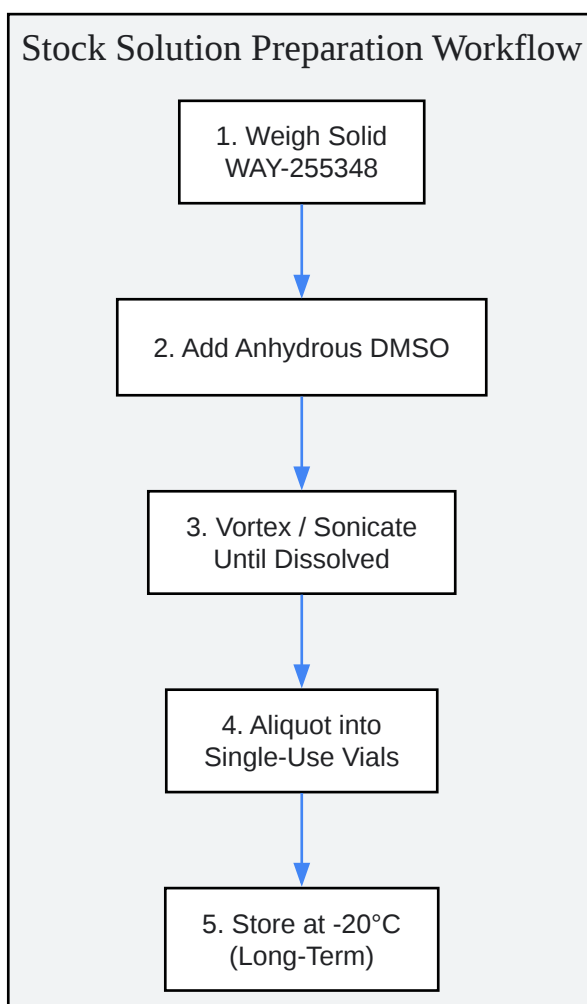 Stock Solution Preparation Workflow
1. Weigh Solid
WAY-255348
2. Add Anhydrous DMSO
3. Vortex / Sonicate
Until Dissolved
4. Aliquot into
Single-Use Vials
5. Store at -20°C
(Long-Term)